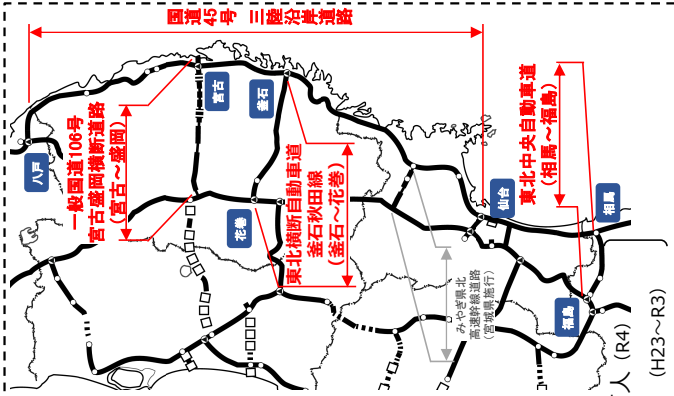 国道45号 三陸沿岸道路
八戸
一般国道106号
宮古盛岡横断道路
(宮古～盛岡)
宮古
釜石
花巻
東北横断自動車道
釜石秋田線
(釜石～花巻)
みやぎ県北
高速幹線道路
(宮城県施行)
仙台
東北中央自動車道
(相馬～福島)
相馬
福島
人 (R4)
(H23～R3)